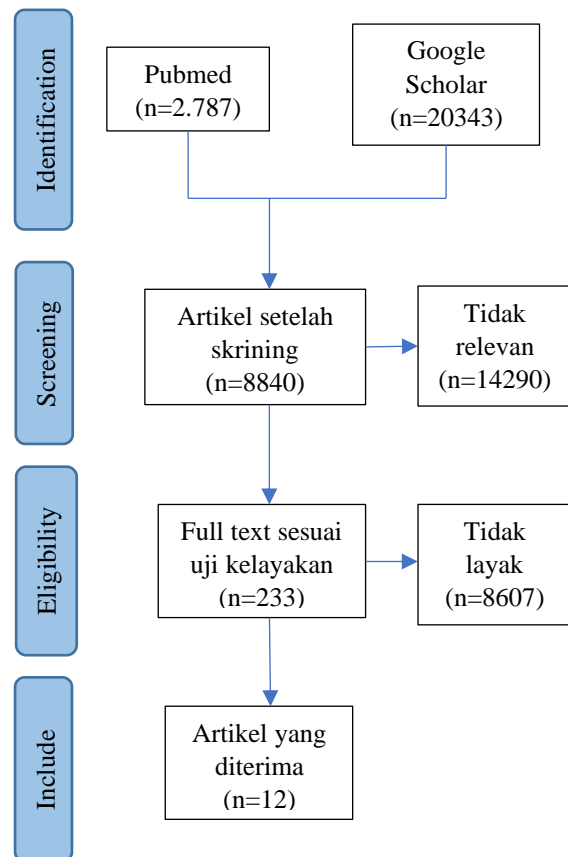 Identification
Pubmed
(n=2.787)
Google
Scholar
(n=20343)
Screening
Artikel setelah
skrining
(n=8840)
Tidak
relevan
(n=14290)
Eligibility
Full text sesuai
uji kelayakan
(n=233)
Tidak
layak
(n=8607)
Include
Artikel yang
diterima
(n=12)